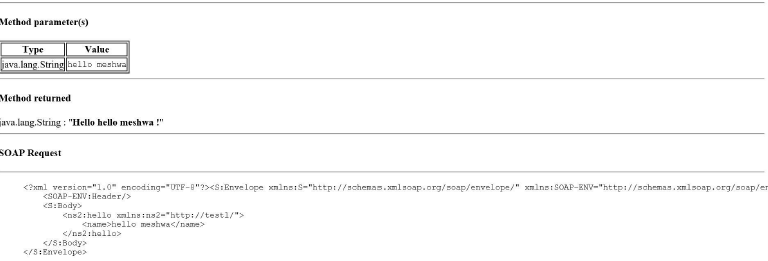 Method parameter(s)
Type Value
java.lang.String hello meshwa
Method returned
java.lang.String : "Hello hello meshwa !"
SOAP Request
<?xml version="1.0" encoding="UTF-8"?><S:Envelope xmlns:S="http://schemas.xmlsoap.org/soap/envelope/" xmlns:SOAP-ENV="http://schemas.xmlsoap.org/soap/en
<SOAP-ENV:Header/>
<S:Body>
<ns2:hello xmlns:ns2="http://test1/">
<name>hello meshwa</name>
</ns2:hello>
</S:Body>
</S:Envelope>